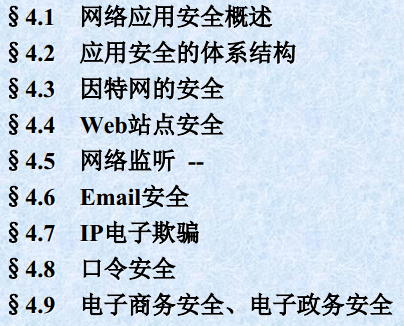 §4.1 网络应用安全概述
§4.2 应用安全的体系结构
§4.3 因特网的安全
§4.4 Web站点安全
§4.5 网络监听 --
§4.6 Email安全
§4.7 IP电子欺骗
§4.8 口令安全
§4.9 电子商务安全、电子政务安全